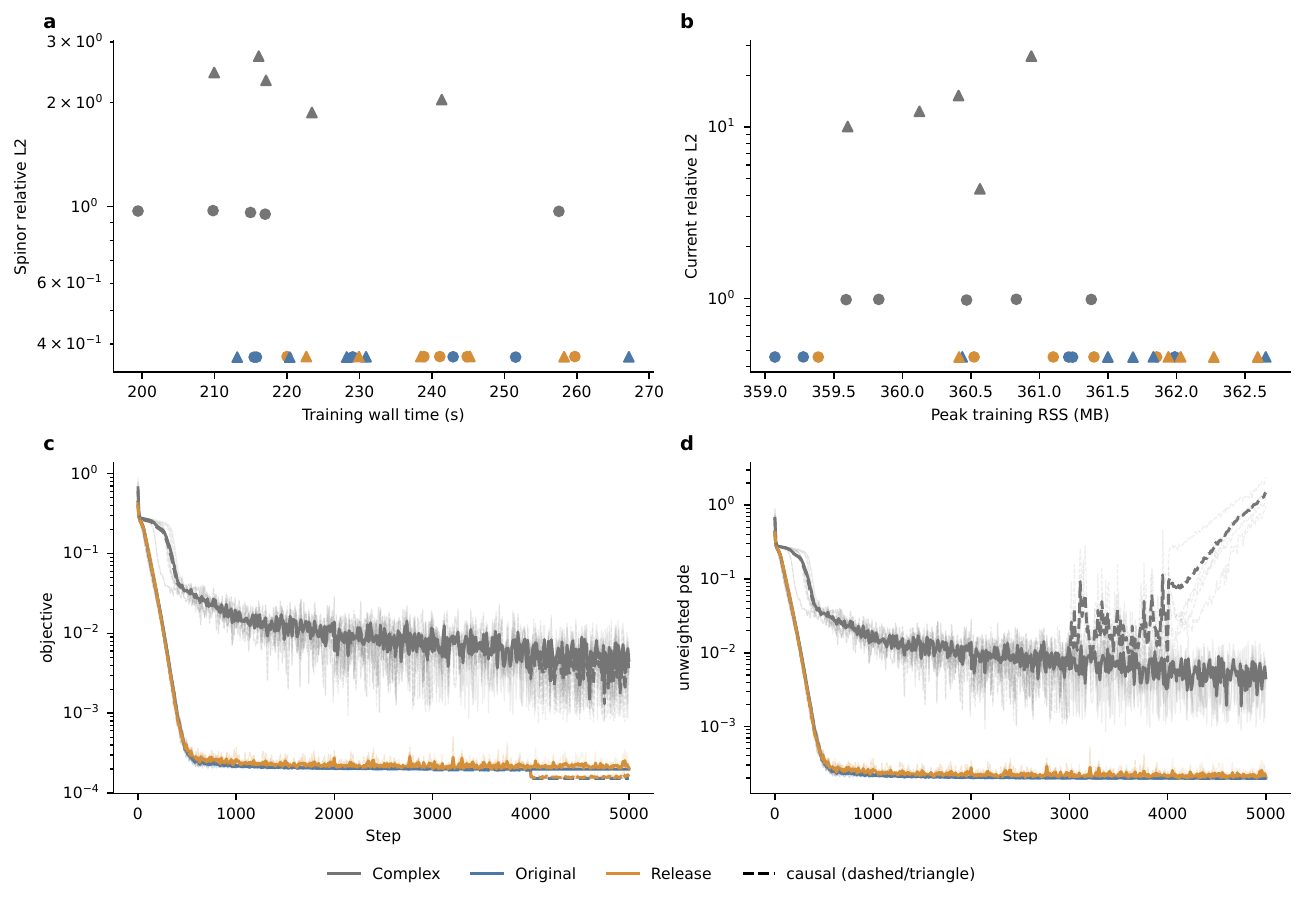 a
3 × 10⁰
2 × 10⁰
10⁰
6 × 10⁻¹
4 × 10⁻¹
Spinor relative L2
200 210 220 230 240 250 260 270
Training wall time (s)
b
10¹
10⁰
Current relative L2
359.0 359.5 360.0 360.5 361.0 361.5 362.0 362.5
Peak training RSS (MB)
c
10⁰
10⁻¹
10⁻²
10⁻³
10⁻⁴
objective
0 1000 2000 3000 4000 5000
Step
d
10⁰
10⁻¹
10⁻²
10⁻³
unweighted pde
0 1000 2000 3000 4000 5000
Step
Complex Original Release causal (dashed/triangle)